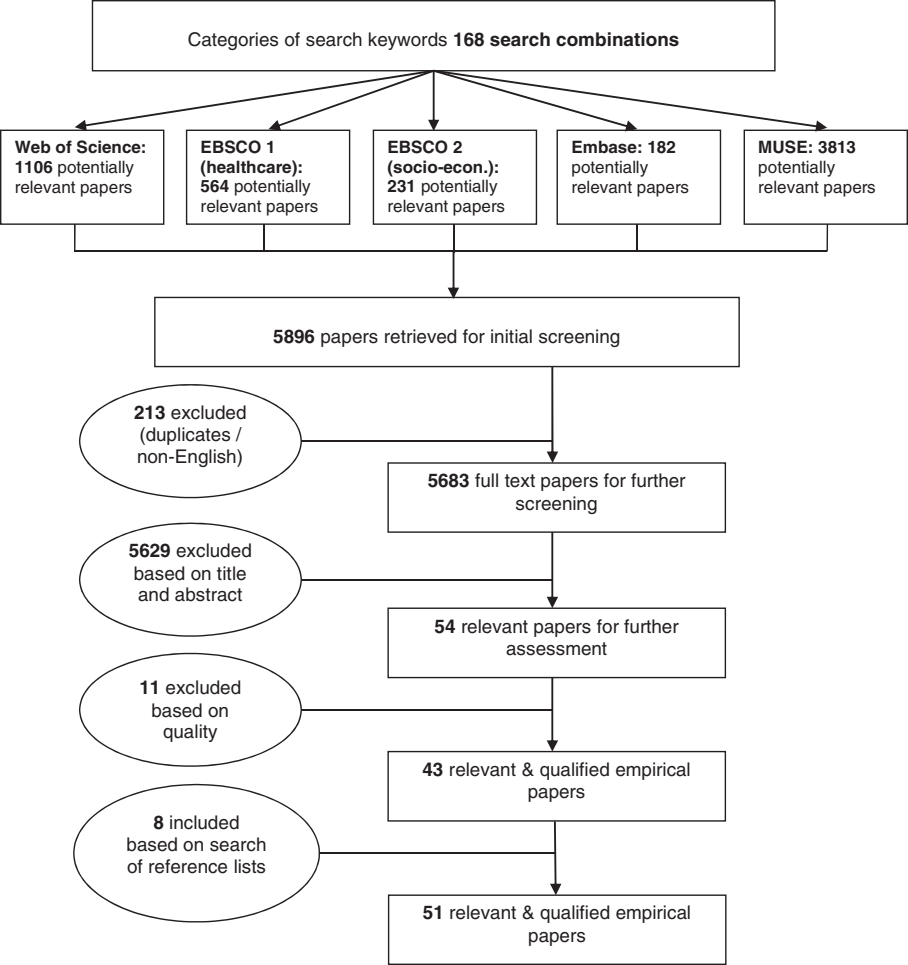 Categories of search keywords 168 search combinations
Web of Science:
1106 potentially
relevant papers
EBSCO 1
(healthcare):
564 potentially
relevant papers
EBSCO 2
(socio-econ.):
231 potentially
relevant papers
Embase: 182
potentially
relevant papers
MUSE: 3813
potentially
relevant papers
5896 papers retrieved for initial screening
213 excluded
(duplicates /
non-English)
5683 full text papers for further
screening
5629 excluded
based on title
and abstract
54 relevant papers for further
assessment
11 excluded
based on
quality
43 relevant & qualified empirical
papers
8 included
based on search
of reference lists
51 relevant & qualified empirical
papers